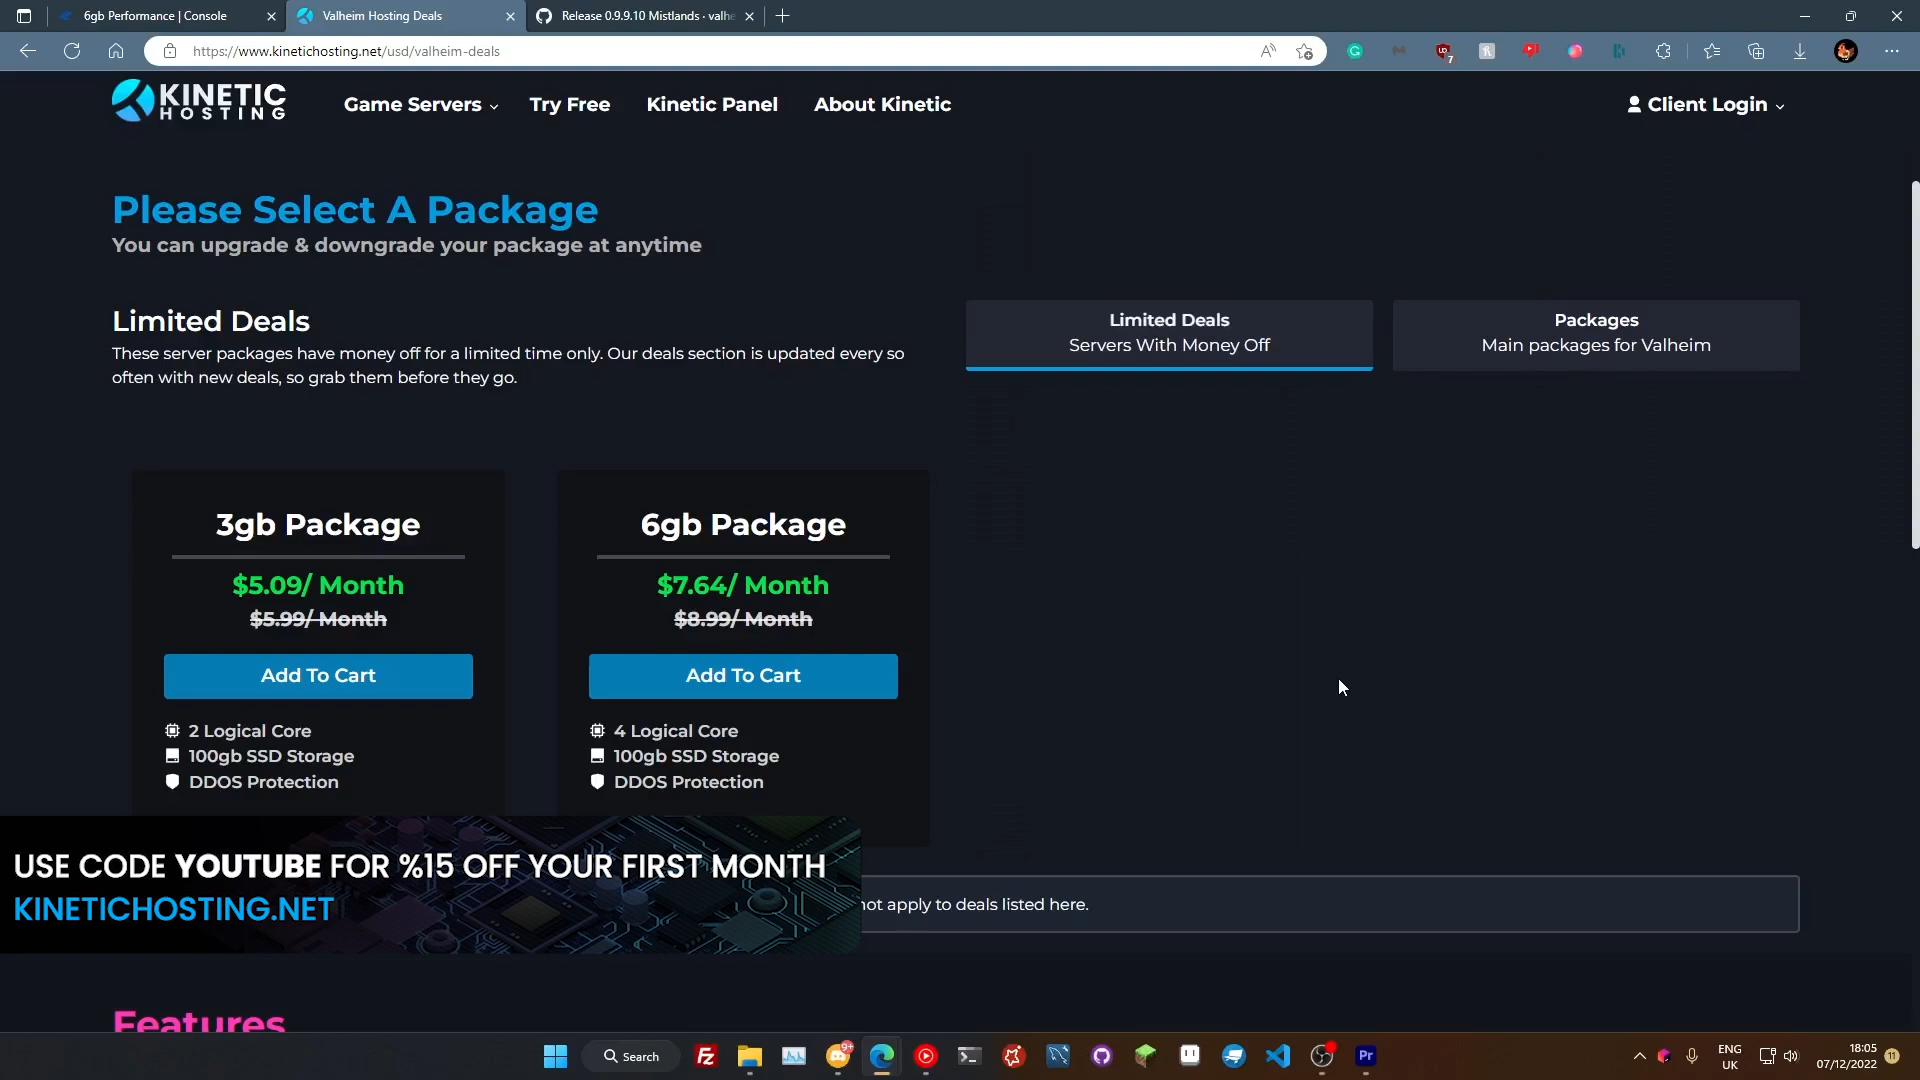 6gb Performance | Console
Valheim Hosting Deals
Release 0.9.9.10 Mistlands · valhe
https://www.kinetichosting.net/usd/valheim-deals
7
KINETIC
HOSTING
Game Servers
Try Free
Kinetic Panel
About Kinetic
Client Login
Please Select A Package
You can upgrade & downgrade your package at anytime
Limited Deals
These server packages have money off for a limited time only. Our deals section is updated every so
often with new deals, so grab them before they go.
Limited Deals
Servers With Money Off
Packages
Main packages for Valheim
3gb Package
$5.09/ Month
$5.99/ Month
Add To Cart
2 Logical Core
100gb SSD Storage
DDOS Protection
6gb Package
$7.64/ Month
$8.99/ Month
Add To Cart
4 Logical Core
100gb SSD Storage
DDOS Protection
USE CODE YOUTUBE FOR %15 OFF YOUR FIRST MONTH
KINETICHOSTING.NET
not apply to deals listed here.
Features
Search
Fz
9+
Pr
ENG
UK
18:05
07/12/2022
11